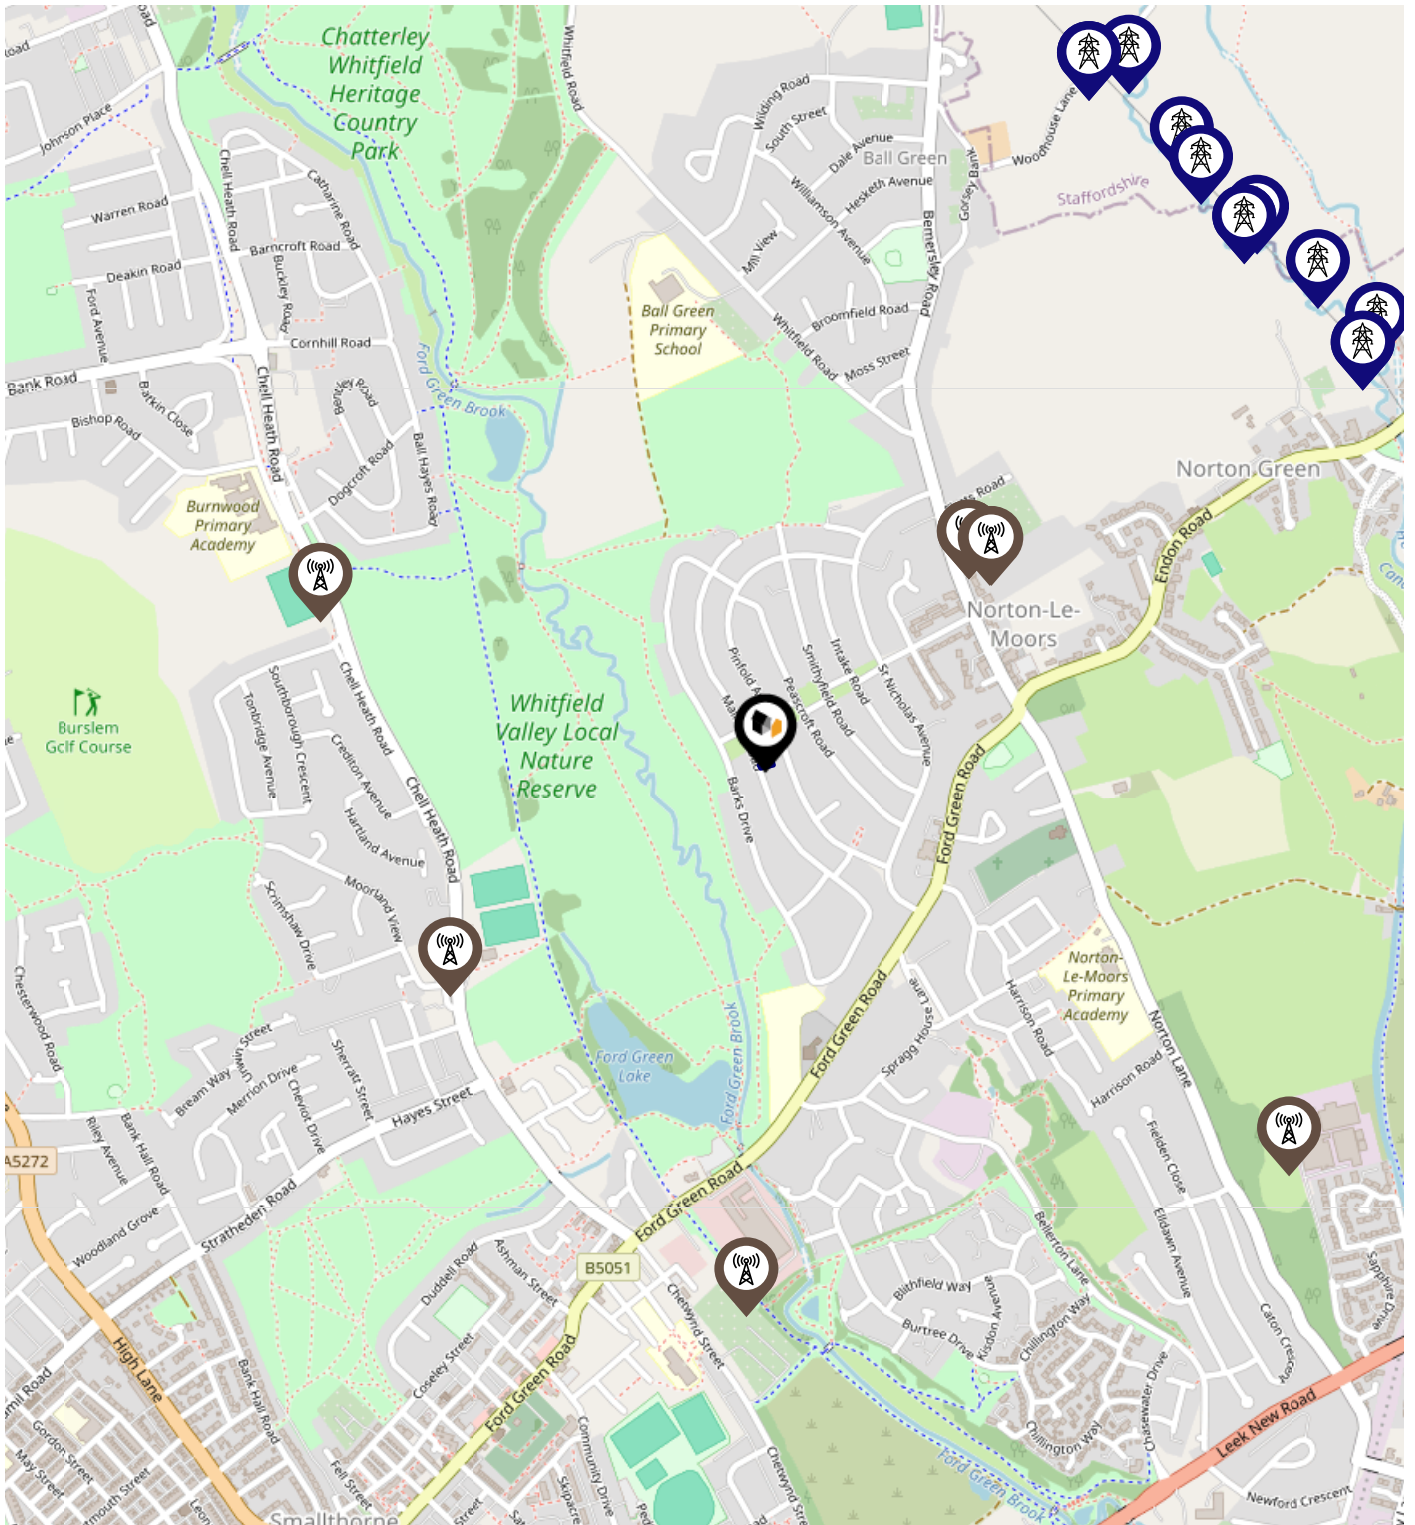 Chatterley
Whitfield
Heritage
Country
Park
Whitfield Road
Johnson Place
Chell Heath Road
Catharine Road
Warren Road
Barncroft Road
Deakin Road
Buckley Road
Ford Avenue
Cornhill Road
Bank Road
Barkin Close
Bishop Road
Chell Heath Road
Dogcroft Road
Ball Hayes Road
Ford Green Brook
Burnwood
Primary
Academy
Wilding Road
South Street
Dale Avenue
Ball Green
Hesketh Avenue
Williamson Avenue
Mill View
Gorsey Bank
Bemersley Road
Woodhouse Lane
Staffordshire
Ball Green
Primary
School
Broomfield Road
Whitfield Road
Moss Street
Norton Green
Endon Road
Norton-Le-
Moors
Burslem
Golf Course
Southborough Crescent
Tonbridge Avenue
Chell Heath Road
Crediton Avenue
Hartland Avenue
Chell Heath Road
Moorland View
Scrimshaw Drive
Whitfield
Valley Local
Nature
Reserve
Intake Road
Smithyfield Road
St Nicholas Avenue
Peascroft Road
Barks Drive
Ford Green Road
Norton-
Le-Moors
Primary
Academy
Harrison Road
Spragg House Lane
Ford Green Road
Norton Lane
Harrison Road
Chesterwood Road
Ford Green
Lake
Ford Green Brook
Bream Way
Merrion Drive
Cheviot Drive
Sherratt Street
Hayes Street
A5272
Riley Avenue
Bank Hall Road
Woodland Grove
Stratheden Road
Ford Green Road
Fielden Close
Elldawn Avenue
Bellerton Lane
Duddell Road
Ashman Street
B5051
Chetwynd Street
Blithfield Way
Kisdon Avenue
Burtree Drive
Chillington Way
Sapphire Drive
Caton Crescent
High Lane
Bank Hall Road
Coseley Street
Ford Green Road
Chasewater Drive
Leek New Road
Gordon Street
May Street
Fell Street
Community Drive
Chillington Way
Ford Green Brook
Newford Crescent
Smallthorne